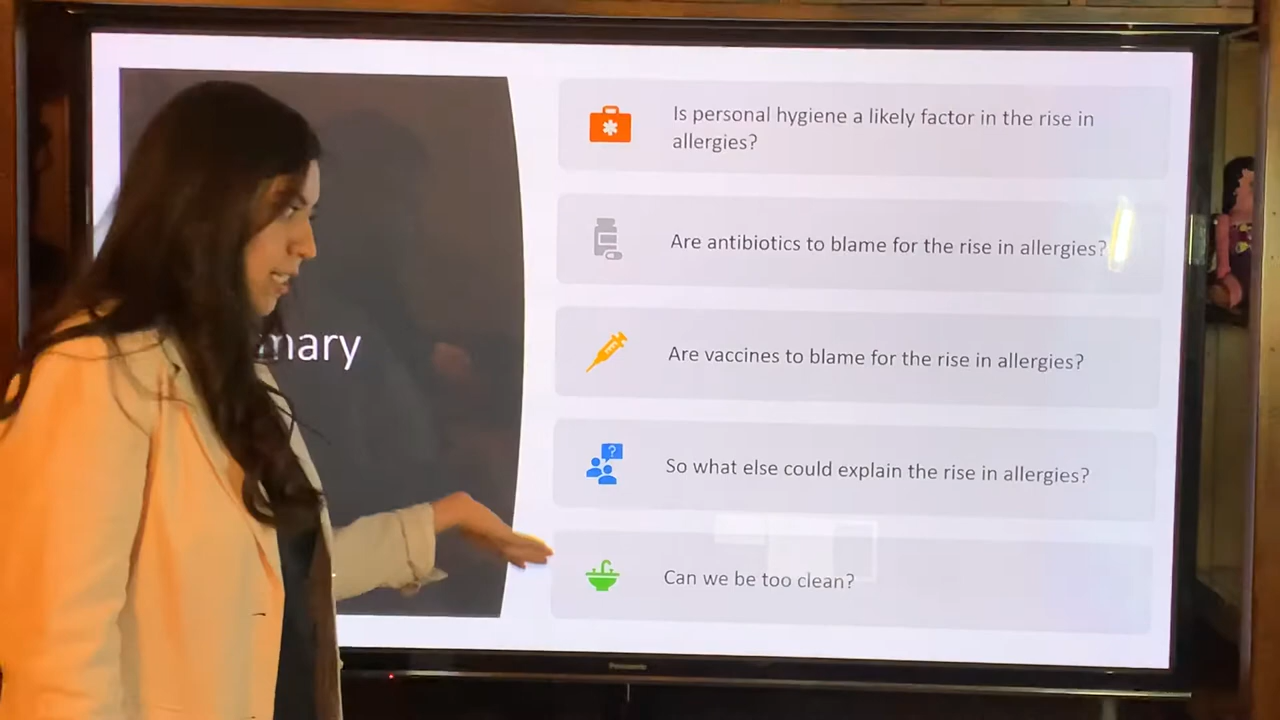 mary
Is personal hygiene a likely factor in the rise in
allergies?
Are antibiotics to blame for the rise in allergies?
Are vaccines to blame for the rise in allergies?
?
So what else could explain the rise in allergies?
Can we be too clean?
Panasonic